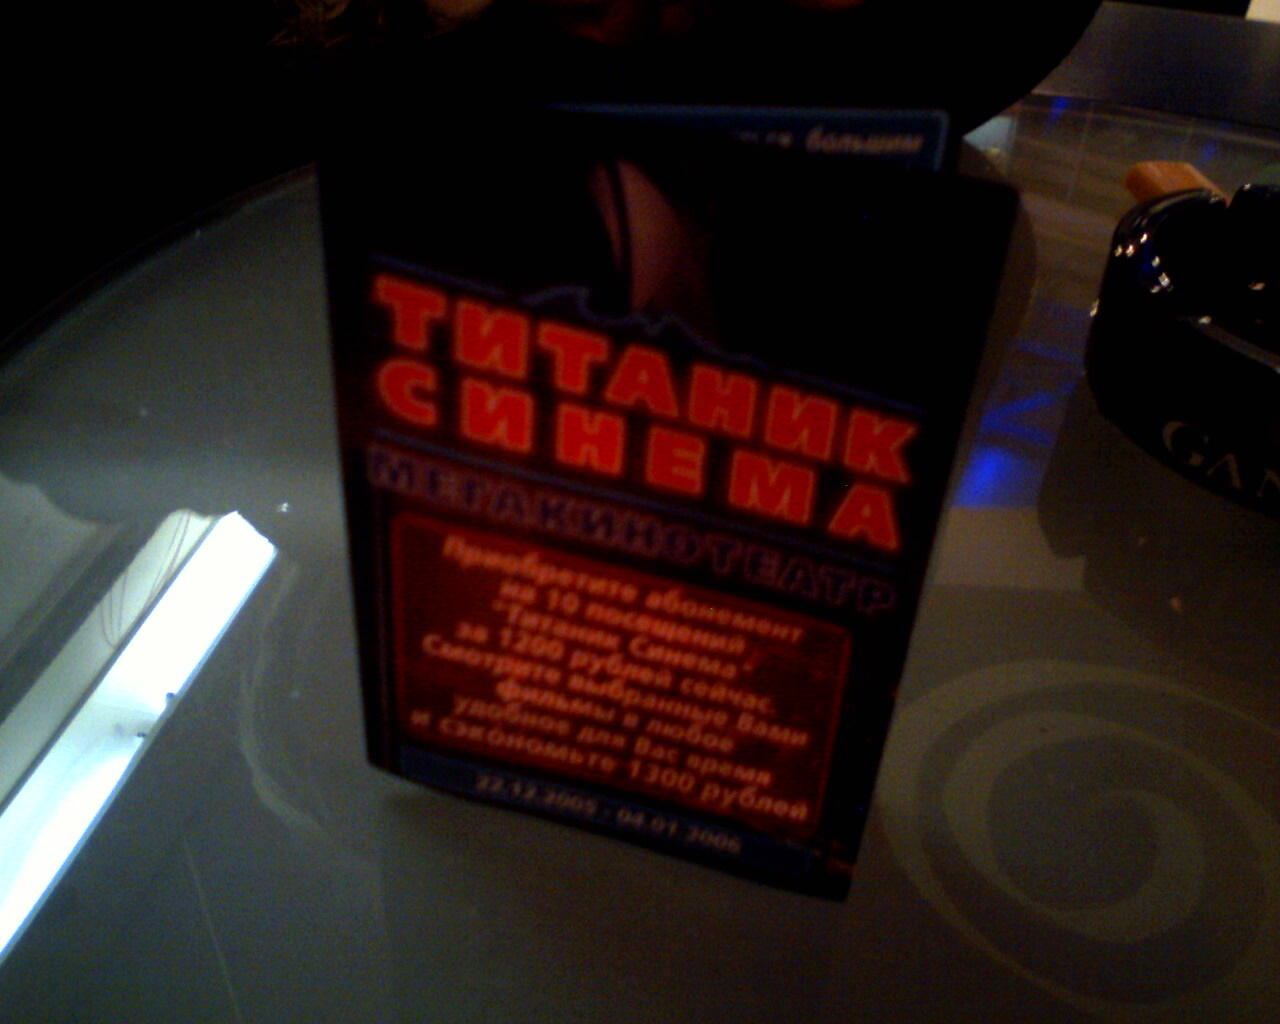 большим
ТИТАНИК
СИНЕМА
МЕГАКИНОТЕАТР
Приобретите абонемент
на 10 посещений
"Титаник Синема"
за 1200 рублей сейчас.
Смотрите выбранные Вами
фильмы в любое
удобное для Вас время
и сэкономьте 1300 рублей
22.12.2005 - 04.01.2006
GAN